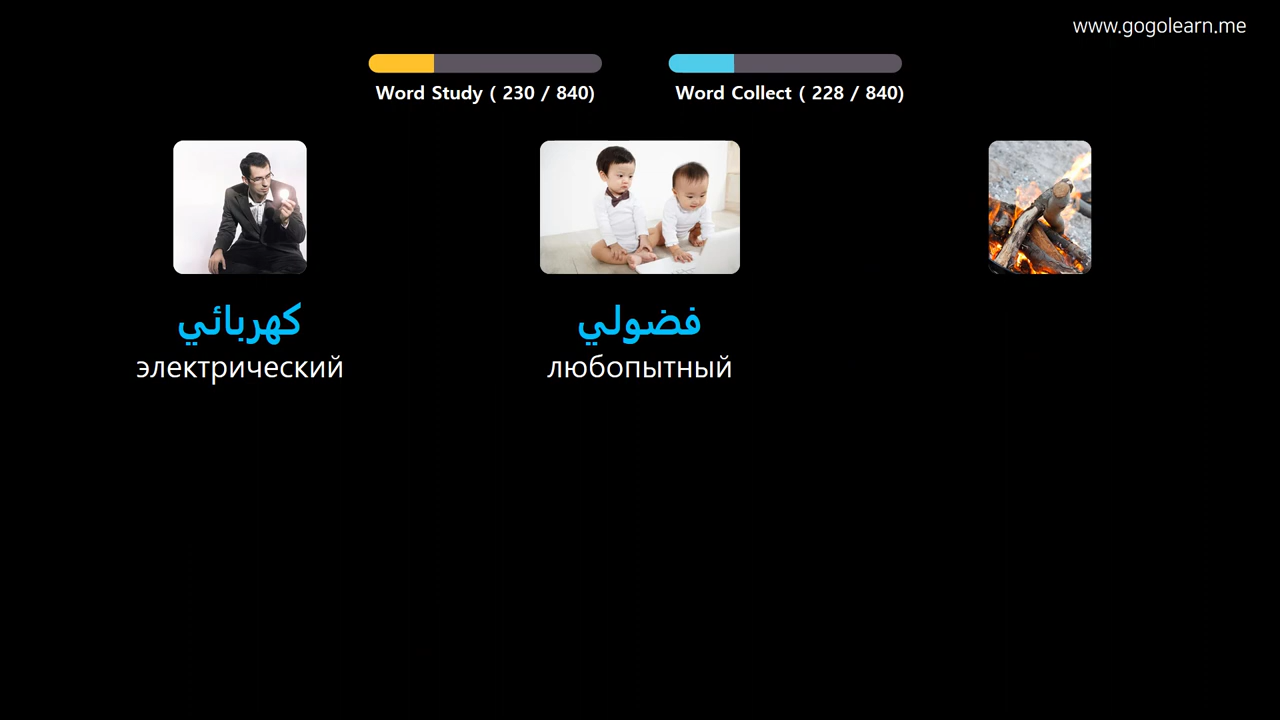 www.gogolearn.me
Word Study ( 230 / 840)
Word Collect ( 228 / 840)
كهربائي
электрический
فضولي
любопытный